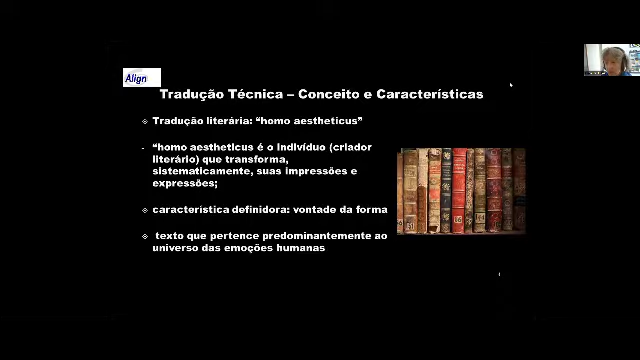 Align
Tradução Técnica – Conceito e Características
Tradução literária: “homo aestheticus”
- “homo aestheticus é o indivíduo (criador
literário) que transforma,
sistematicamente, suas impressões e
expressões;
característica definidora: vontade da forma
texto que pertence predominantemente ao
universo das emoções humanas